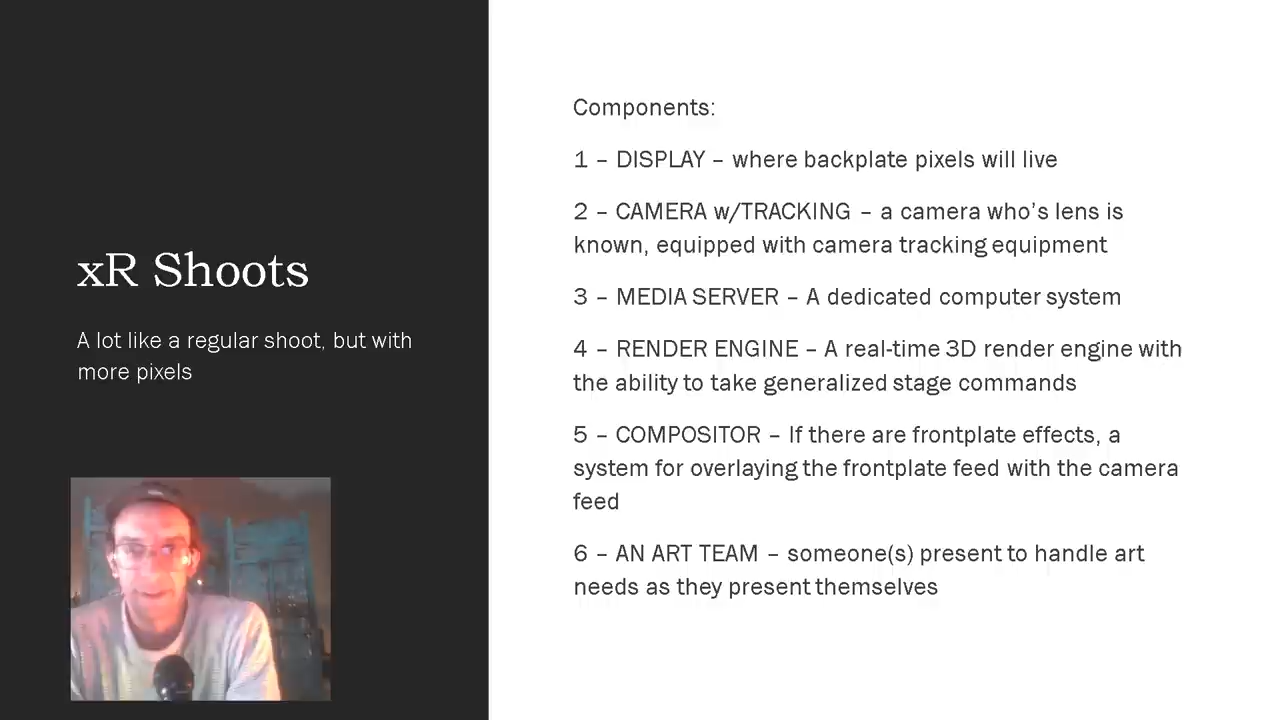 xR Shoots
A lot like a regular shoot, but with
more pixels
Components:
1 – DISPLAY – where backplate pixels will live
2 – CAMERA w/TRACKING – a camera who’s lens is
known, equipped with camera tracking equipment
3 – MEDIA SERVER – A dedicated computer system
4 – RENDER ENGINE – A real-time 3D render engine with
the ability to take generalized stage commands
5 – COMPOSITOR – If there are frontplate effects, a
system for overlaying the frontplate feed with the camera
feed
6 – AN ART TEAM – someone(s) present to handle art
needs as they present themselves